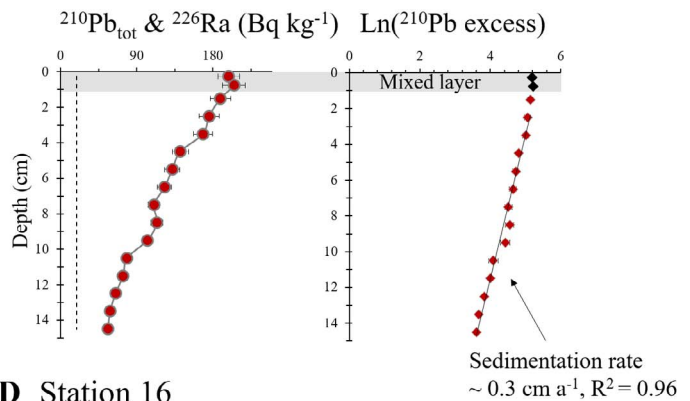 ²¹⁰Pbtot & ²²⁶Ra (Bq kg⁻¹) Ln(²¹⁰Pb excess)
0 90 180 0 2 4 6
Mixed layer
Depth (cm)
0 0
2 2
4 4
6 6
8 8
10 10
12 12
14 14
Sedimentation rate
~ 0.3 cm a⁻¹, R² = 0.96
D Station 16